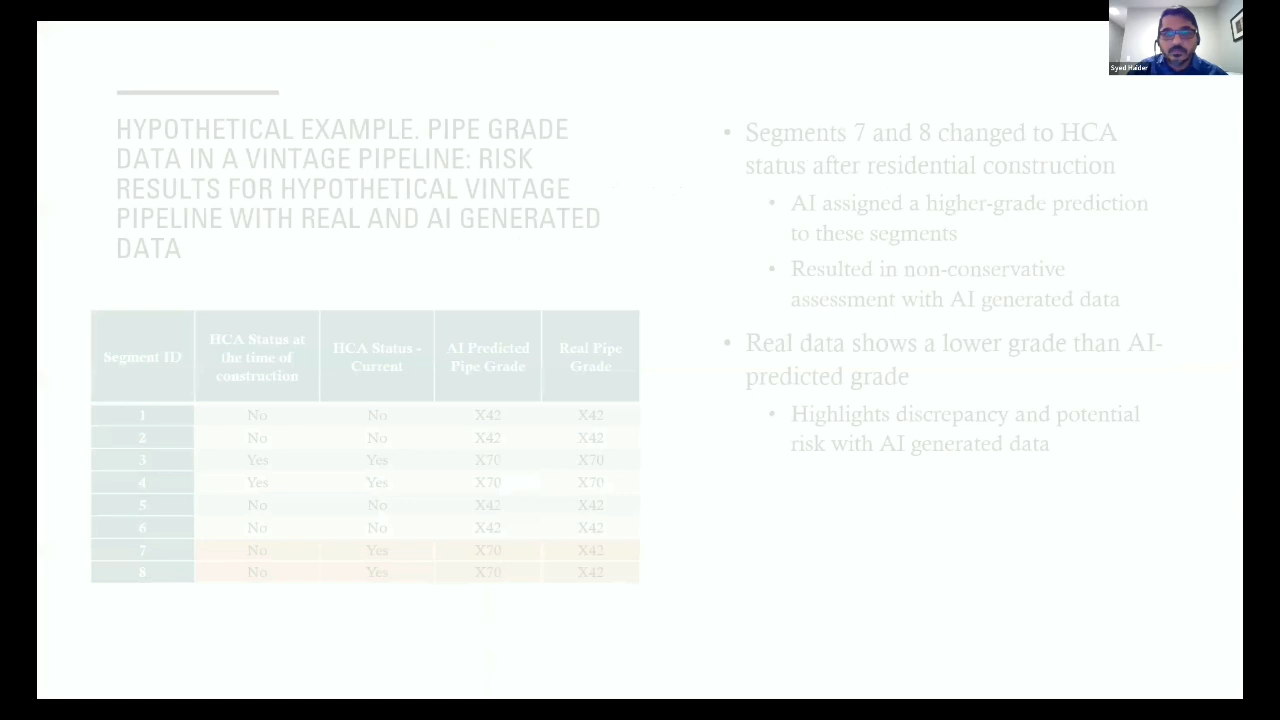 Syed Haider
HYPOTHETICAL EXAMPLE. PIPE GRADE
DATA IN A VINTAGE PIPELINE: RISK
RESULTS FOR HYPOTHETICAL VINTAGE
PIPELINE WITH REAL AND AI GENERATED
DATA
Segment ID HCA Status at the time of construction HCA Status - Current AI Predicted Pipe Grade Real Pipe Grade
1 No No X42 X42
2 No No X42 X42
3 Yes Yes X70 X70
4 Yes Yes X70 X70
5 No No X42 X42
6 No No X42 X42
7 No Yes X70 X42
8 No Yes X70 X42
• Segments 7 and 8 changed to HCA
status after residential construction
• AI assigned a higher-grade prediction
to these segments
• Resulted in non-conservative
assessment with AI generated data
• Real data shows a lower grade than AI-
predicted grade
• Highlights discrepancy and potential
risk with AI generated data